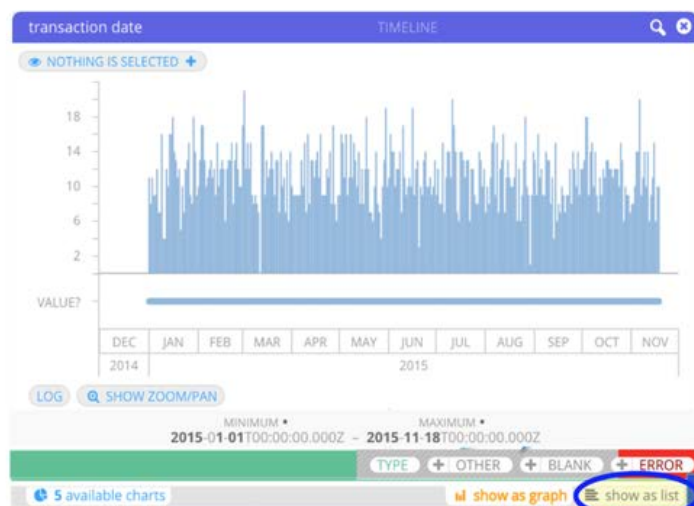 transaction date TIMELINE
NOTHING IS SELECTED +
18
14
10
6
2
VALUE?
DEC JAN FEB MAR APR MAY JUN JUL AUG SEP OCT NOV
2014 2015
LOG SHOW ZOOM/PAN
MINIMUM • MAXIMUM •
2015-01-01T00:00:00.000Z – 2015-11-18T00:00:00.000Z
TYPE + OTHER + BLANK + ERROR
5 available charts show as graph show as list